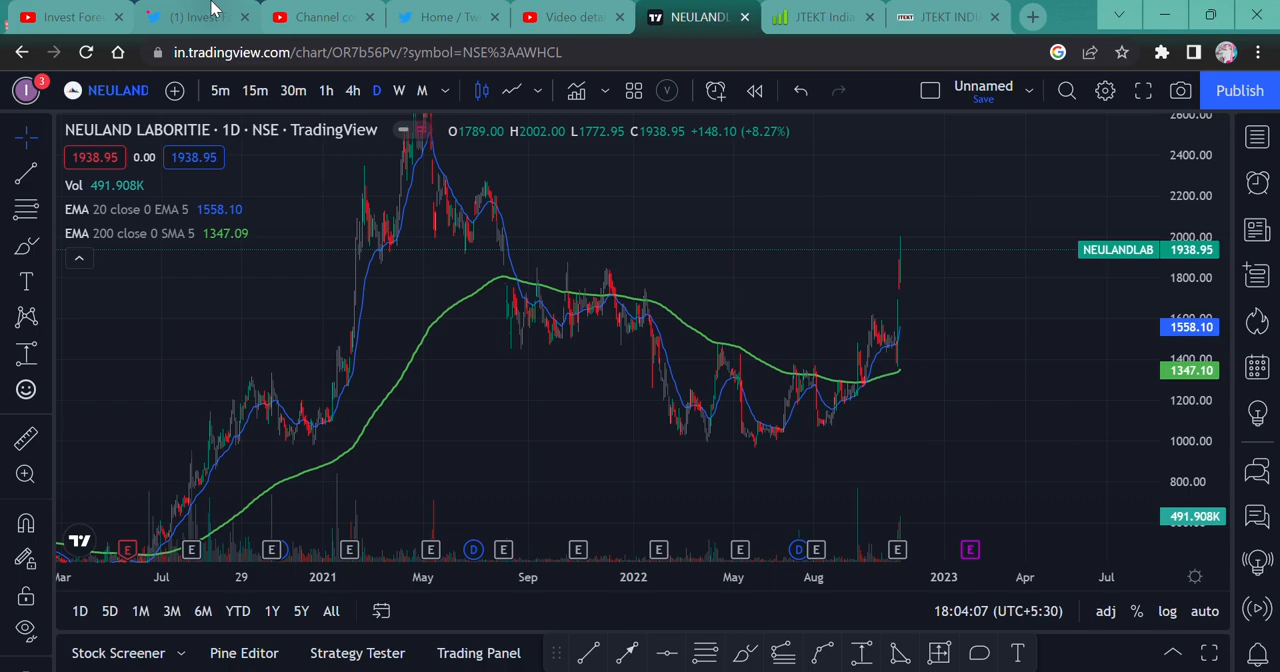 Invest Fore
(1) Invest F
Channel co
Home / Tw
Video deta
NEULANDL
JTEKT India
JTEKT INDI
in.tradingview.com/chart/OR7b56Pv/?symbol=NSE%3AAWHCL
I 3 NEULAND 5m 15m 30m 1h 4h D W M V Unnamed Save Publish
NEULAND LABORITIE · 1D · NSE · TradingView O1789.00 H2002.00 L1772.95 C1938.95 +148.10 (+8.27%)
1938.95 0.00 1938.95
Vol 491.908K
EMA 20 close 0 EMA 5 1558.10
EMA 200 close 0 SMA 5 1347.09
2600.00
2400.00
2200.00
2000.00
NEULANDLAB 1938.95
1800.00
1600.00
1558.10
1400.00
1347.10
1200.00
1000.00
800.00
491.908K
E E E E E D E E E E D E E E
Mar Jul 29 2021 May Sep 2022 May Aug 2023 Apr Jul
1D 5D 1M 3M 6M YTD 1Y 5Y All 18:04:07 (UTC+5:30) adj % log auto
Stock Screener Pine Editor Strategy Tester Trading Panel